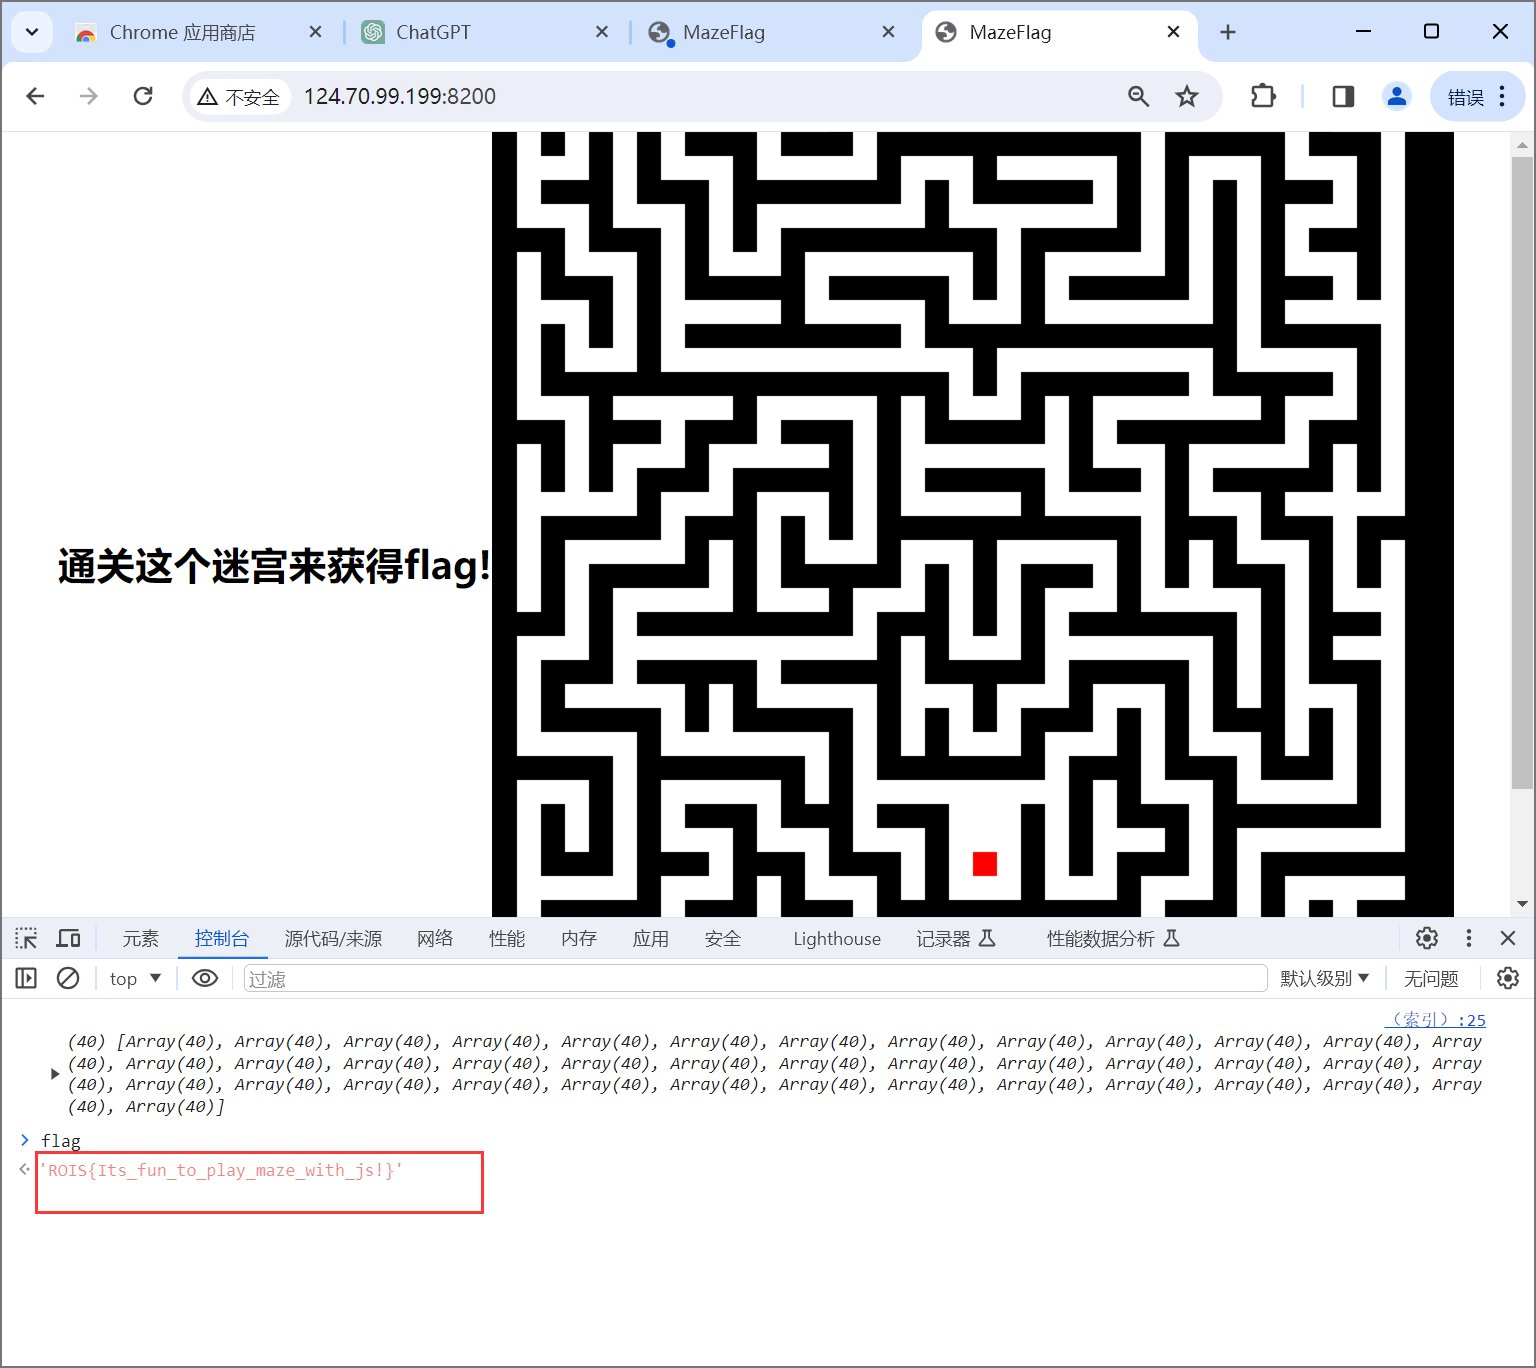 Chrome 应用商店
ChatGPT
MazeFlag
MazeFlag
不安全
124.70.99.199:8200
错误
通关这个迷宫来获得flag!
元素
控制台
源代码/来源
网络
性能
内存
应用
安全
Lighthouse
记录器
性能数据分析
top
过滤
默认级别
无问题
（索引）:25
(40) [Array(40), Array(40), Array(40), Array(40), Array(40), Array(40), Array(40), Array(40), Array(40), Array(40), Array(40), Array(40), Array
(40), Array(40), Array(40), Array(40), Array(40), Array(40), Array(40), Array(40), Array(40), Array(40), Array(40), Array(40), Array(40), Array
(40), Array(40), Array(40), Array(40), Array(40), Array(40), Array(40), Array(40), Array(40), Array(40), Array(40), Array(40), Array(40), Array
(40), Array(40)]
flag
'ROIS{Its_fun_to_play_maze_with_js!}'